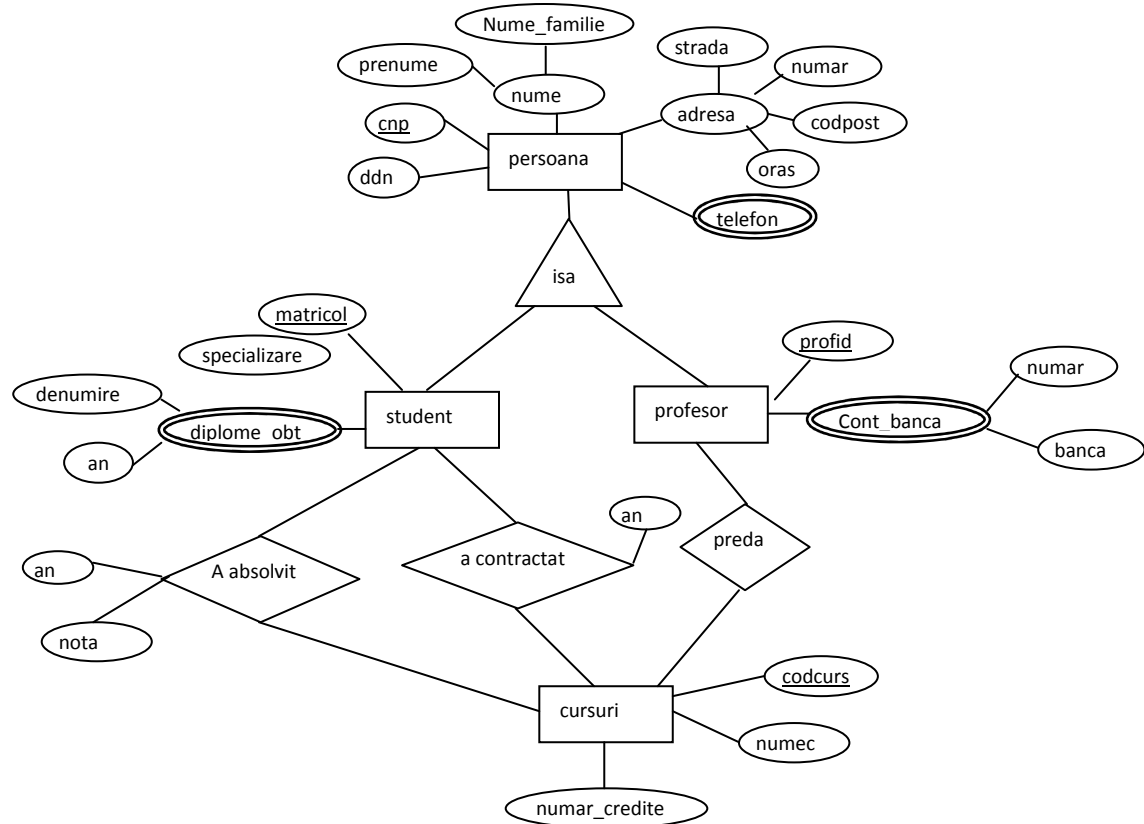 Nume_familie
strada
prenume
numar
nume
adresa
cnp
codpost
persoana
ddn
oras
telefon
isa
matricol
profid
specializare
numar
denumire
student
profesor
diplome_obt
Cont_banca
an
banca
an
preda
a contractat
an
A absolvit
nota
codcurs
cursuri
numec
numar_credite